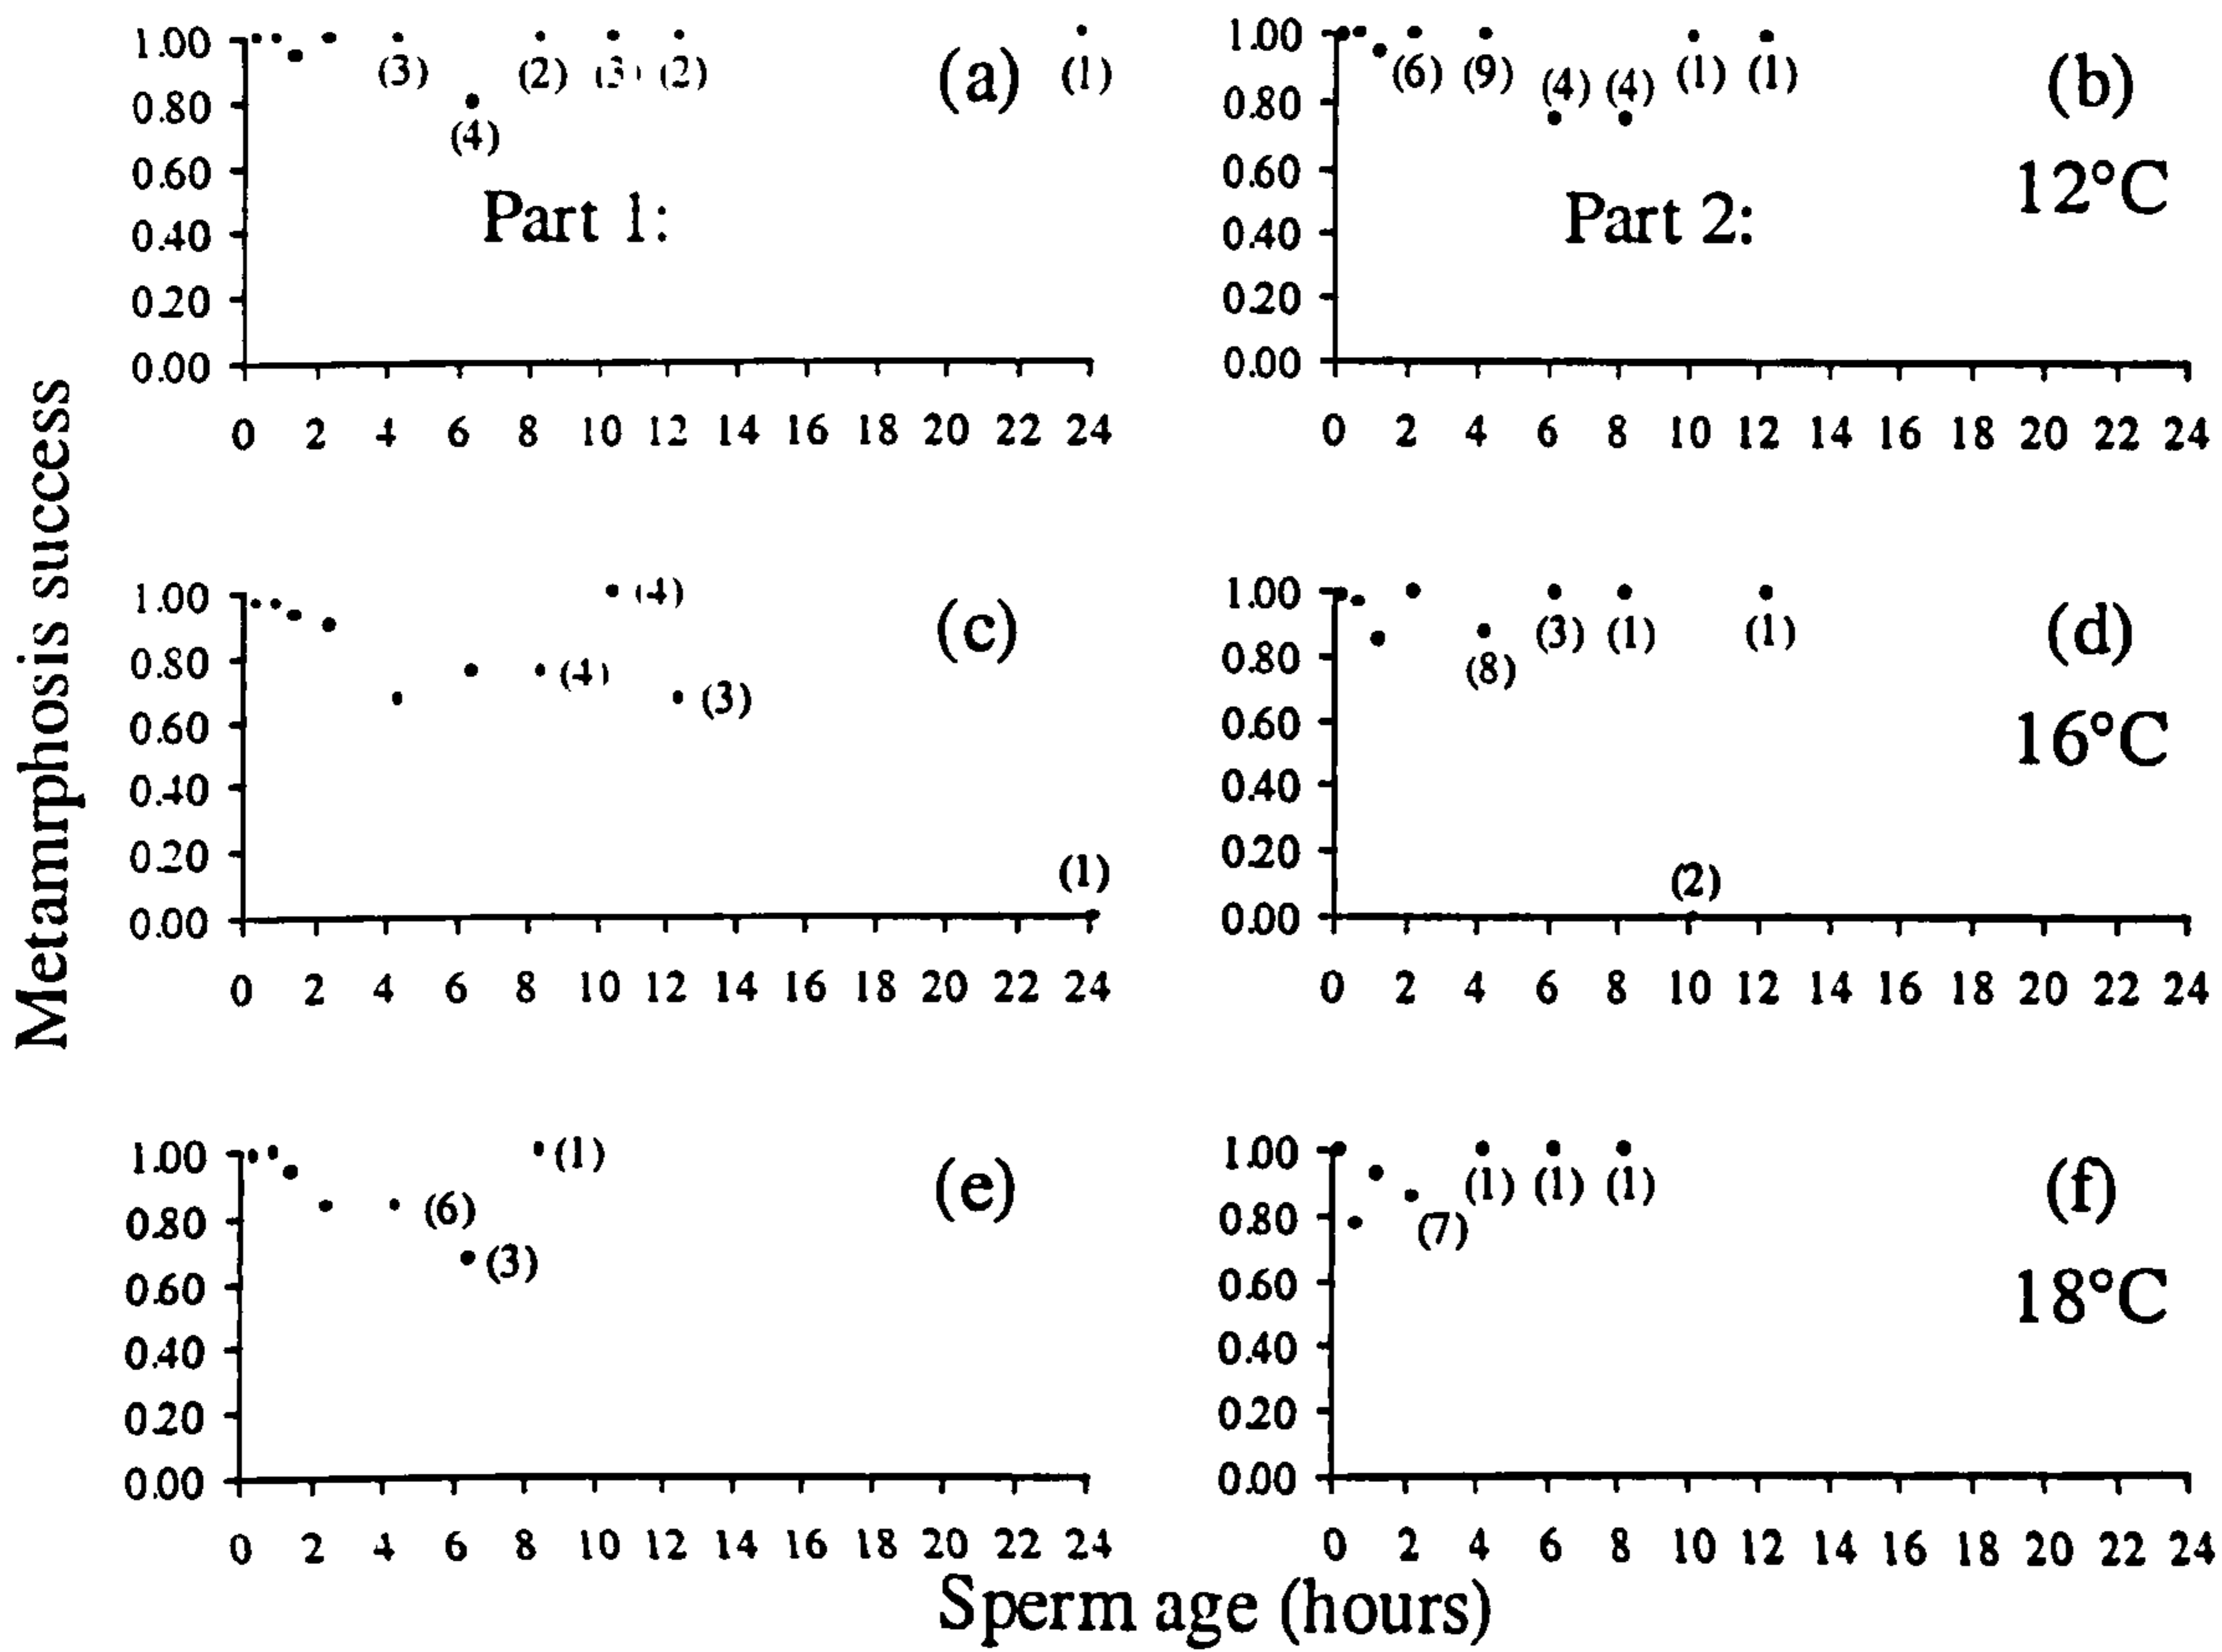 1.00
0.80
0.60
0.40
0.20
0.00
(3) (2) (3) (2) (1)
(4)
(a)
Part 1:
0 2 4 6 8 10 12 14 16 18 20 22 24
1.00
0.80
0.60
0.40
0.20
0.00
(6) (9) (4) (4) (1) (1)
(b)
12°C
Part 2:
0 2 4 6 8 10 12 14 16 18 20 22 24
Metamrphosis success
1.00
0.80
0.60
0.40
0.20
0.00
(4)
(4) (3)
(1)
(c)
0 2 4 6 8 10 12 14 16 18 20 22 24
1.00
0.80
0.60
0.40
0.20
0.00
(8) (3) (1) (1)
(2)
(d)
16°C
0 2 4 6 8 10 12 14 16 18 20 22 24
1.00
0.80
0.60
0.40
0.20
0.00
(1)
(6)
(3)
(e)
0 2 4 6 8 10 12 14 16 18 20 22 24
1.00
0.80
0.60
0.40
0.20
0.00
(7) (1) (1) (1)
(f)
18°C
0 2 4 6 8 10 12 14 16 18 20 22 24
Sperm age (hours)